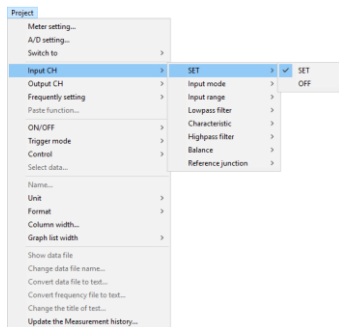 Project
Meter setting...
A/D setting...
Switch to
Input CH
Output CH
Frequently setting
Paste function...
ON/OFF
Trigger mode
Control
Select data...
Name...
Unit
Format
Column width...
Graph list width
Show data file
Change data file name...
Convert data file to text...
Convert frequency file to text...
Change the title of test...
Update the Measurement history...
SET
Input mode
Input range
Lowpass filter
Characteristic
Highpass filter
Balance
Reference junction
SET
OFF